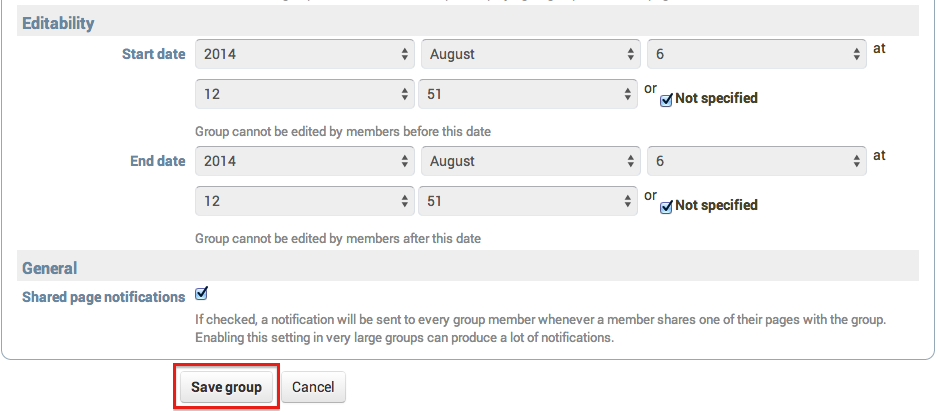 Editability
Start date 2014 August 6 at
12 51 or Not specified
Group cannot be edited by members before this date
End date 2014 August 6 at
12 51 or Not specified
Group cannot be edited by members after this date
General
Shared page notifications
If checked, a notification will be sent to every group member whenever a member shares one of their pages with the group.
Enabling this setting in very large groups can produce a lot of notifications.
Save group Cancel